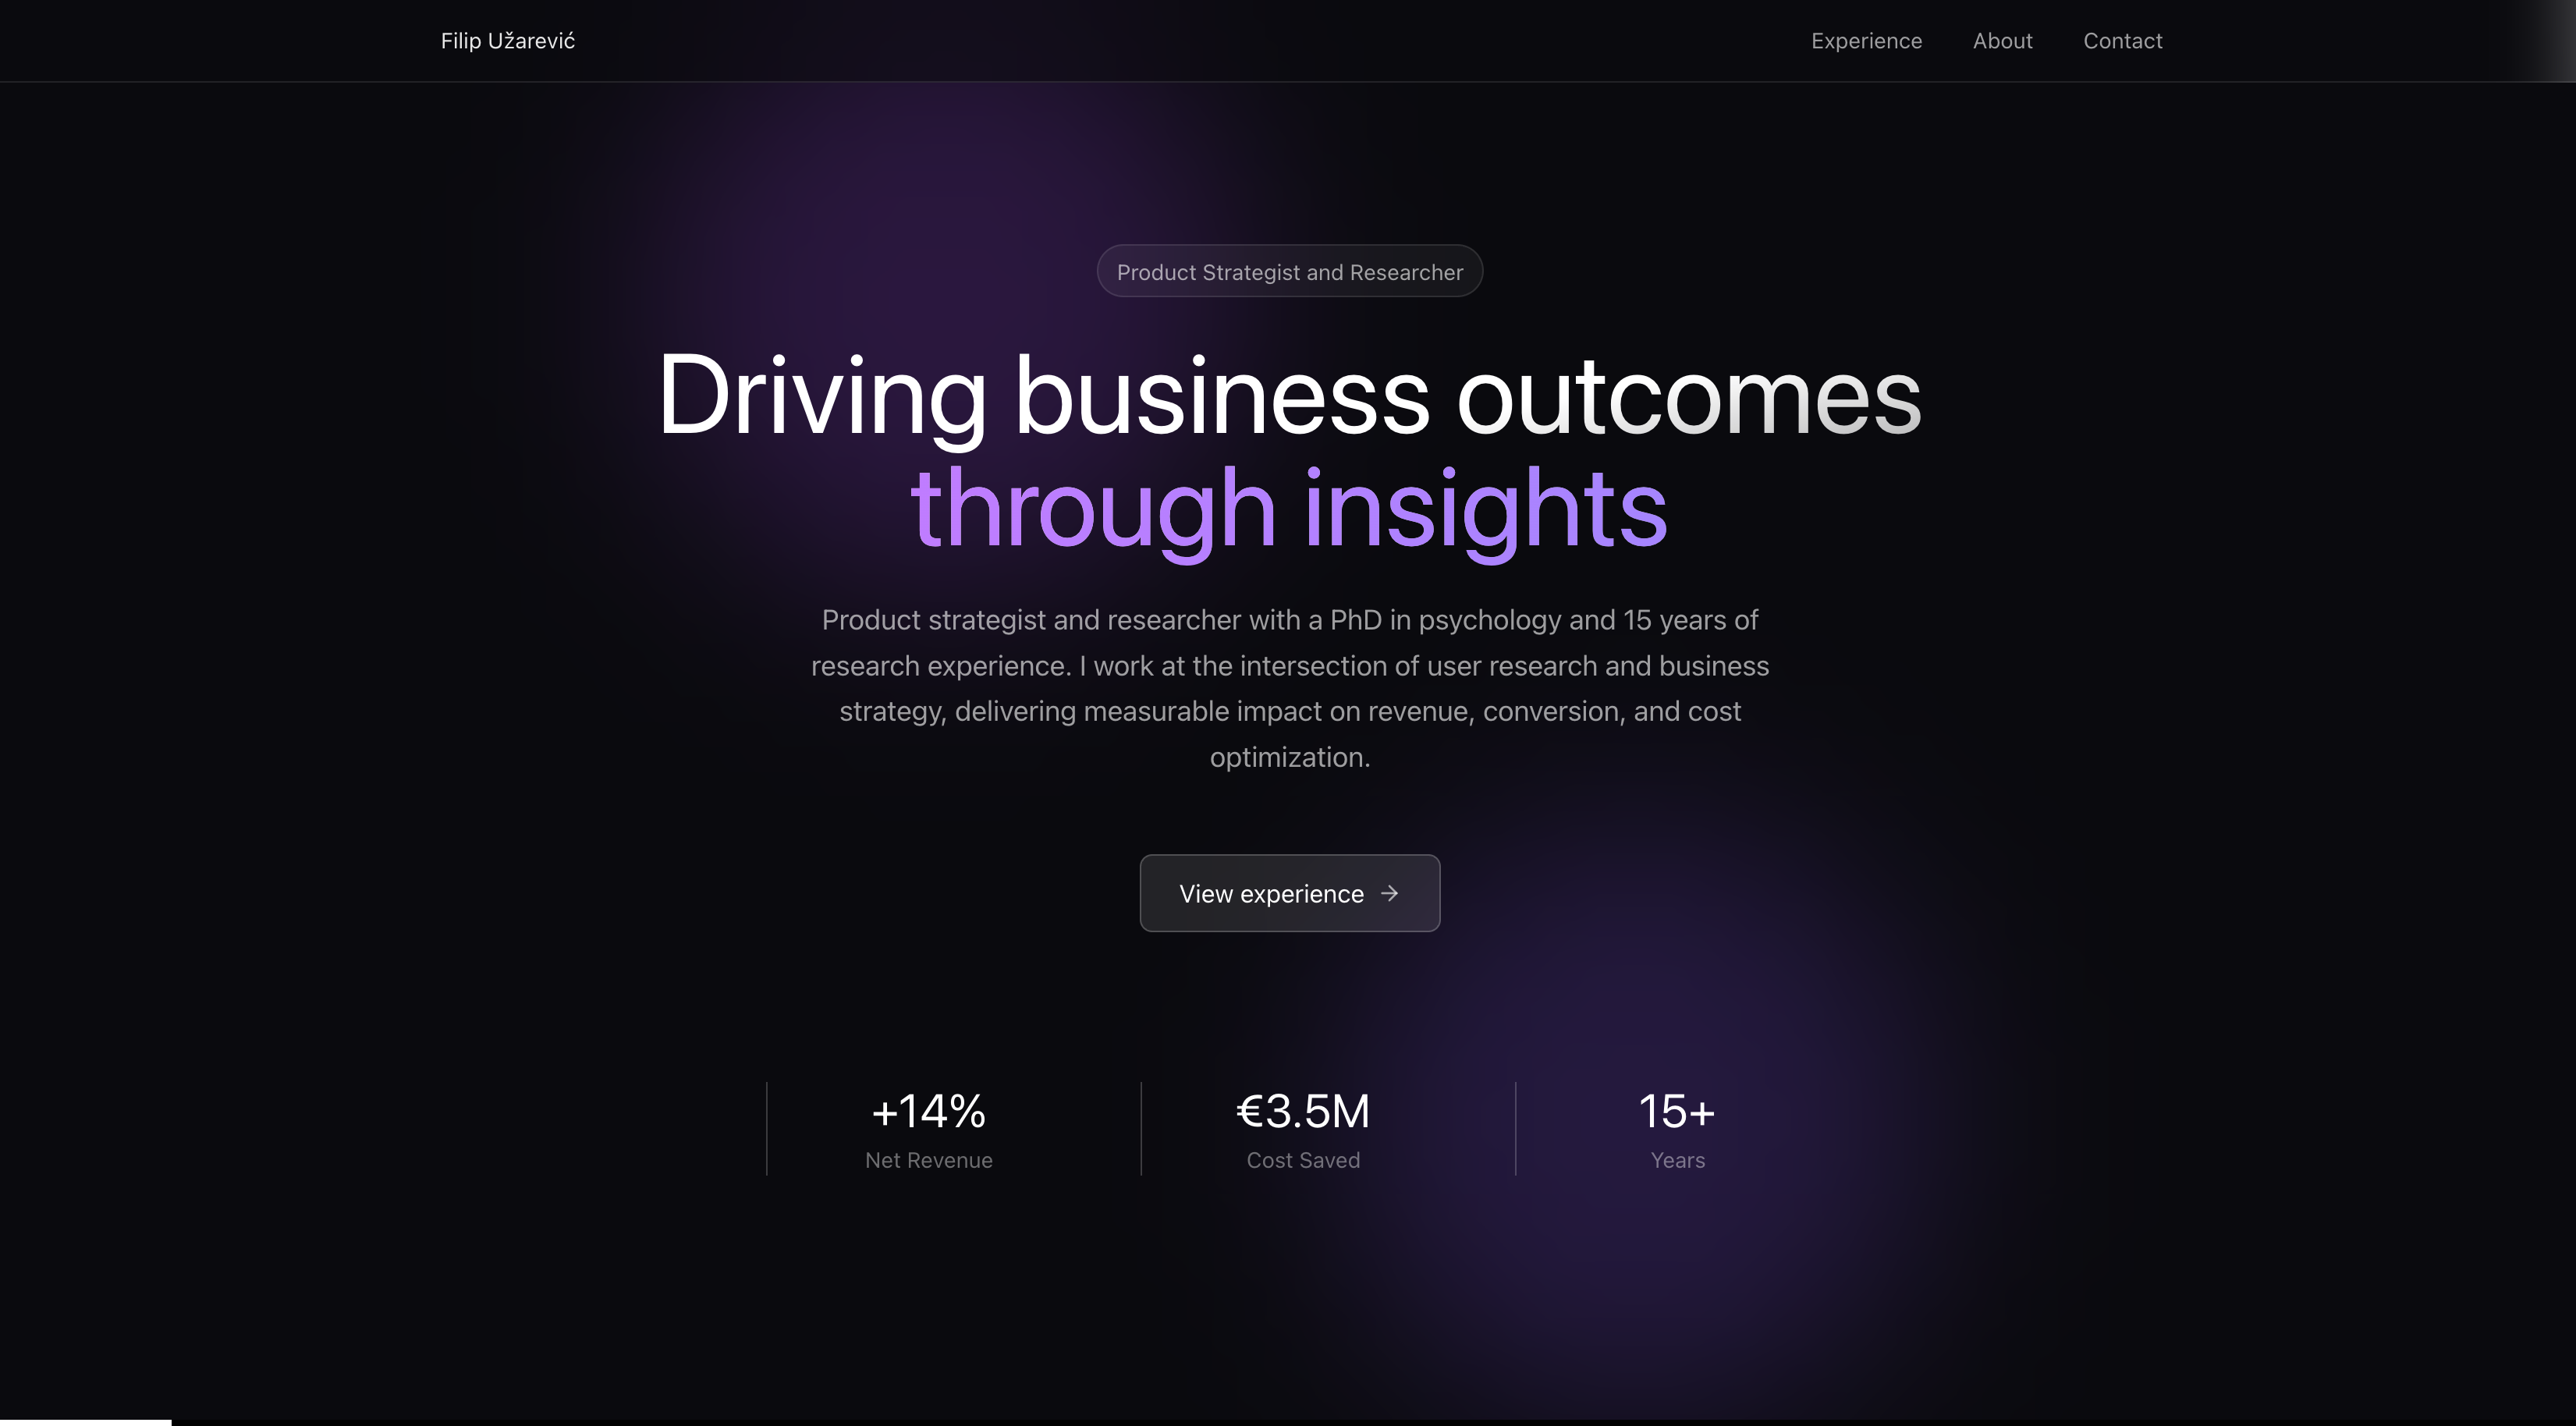 Filip Užarević
Experience
About
Contact
Product Strategist and Researcher
Driving business outcomes
through insights
Product strategist and researcher with a PhD in psychology and 15 years of
research experience. I work at the intersection of user research and business
strategy, delivering measurable impact on revenue, conversion, and cost
optimization.
View experience →
+14%
Net Revenue
€3.5M
Cost Saved
15+
Years